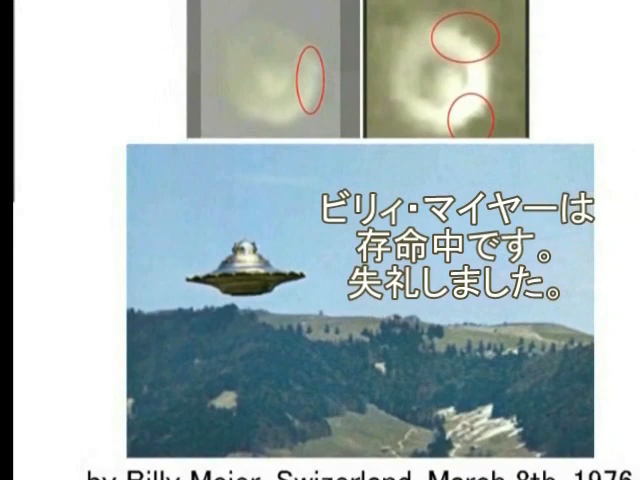 ビリィ・マイヤーは
存命中です。
失礼しました。
by Billy Meier, Swizerland, March 8th, 1976